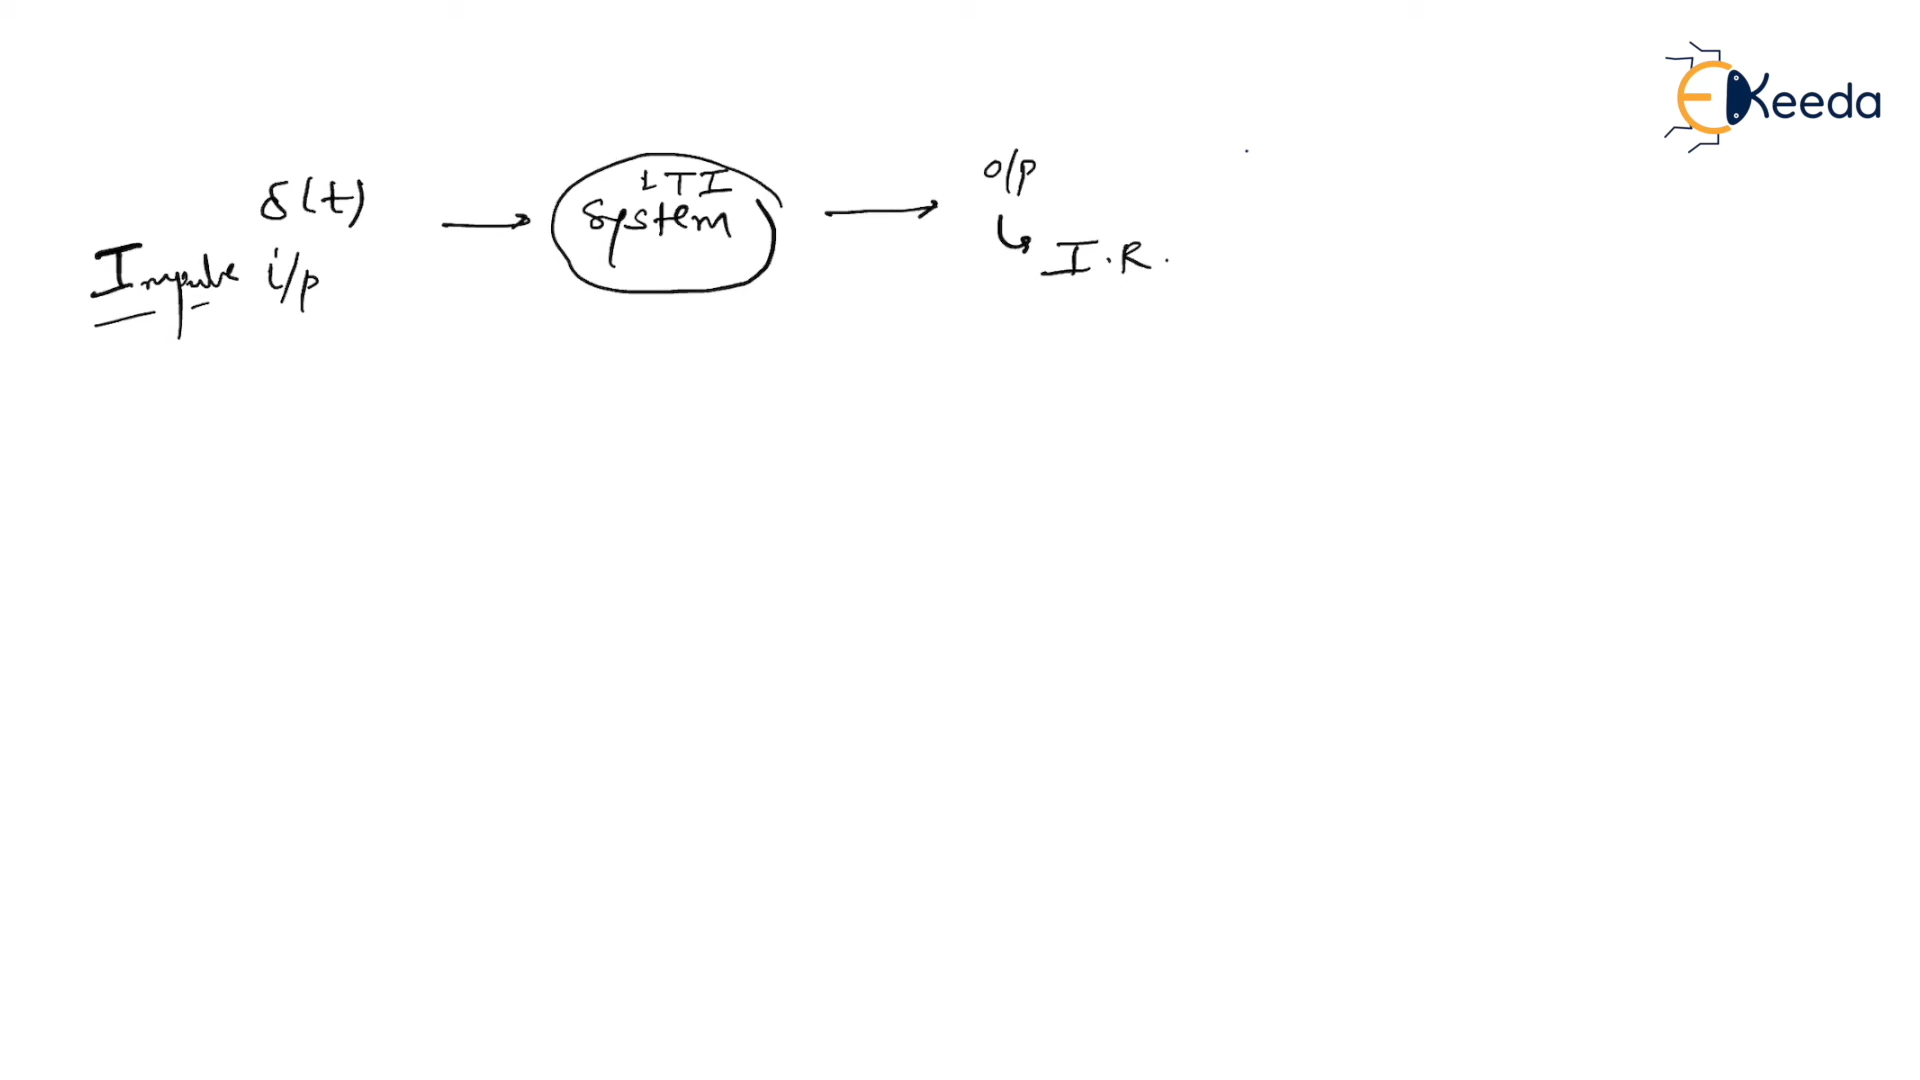 EKeeda
δ(t)
Impulse i/p
LTI
System
o/p
I.R.